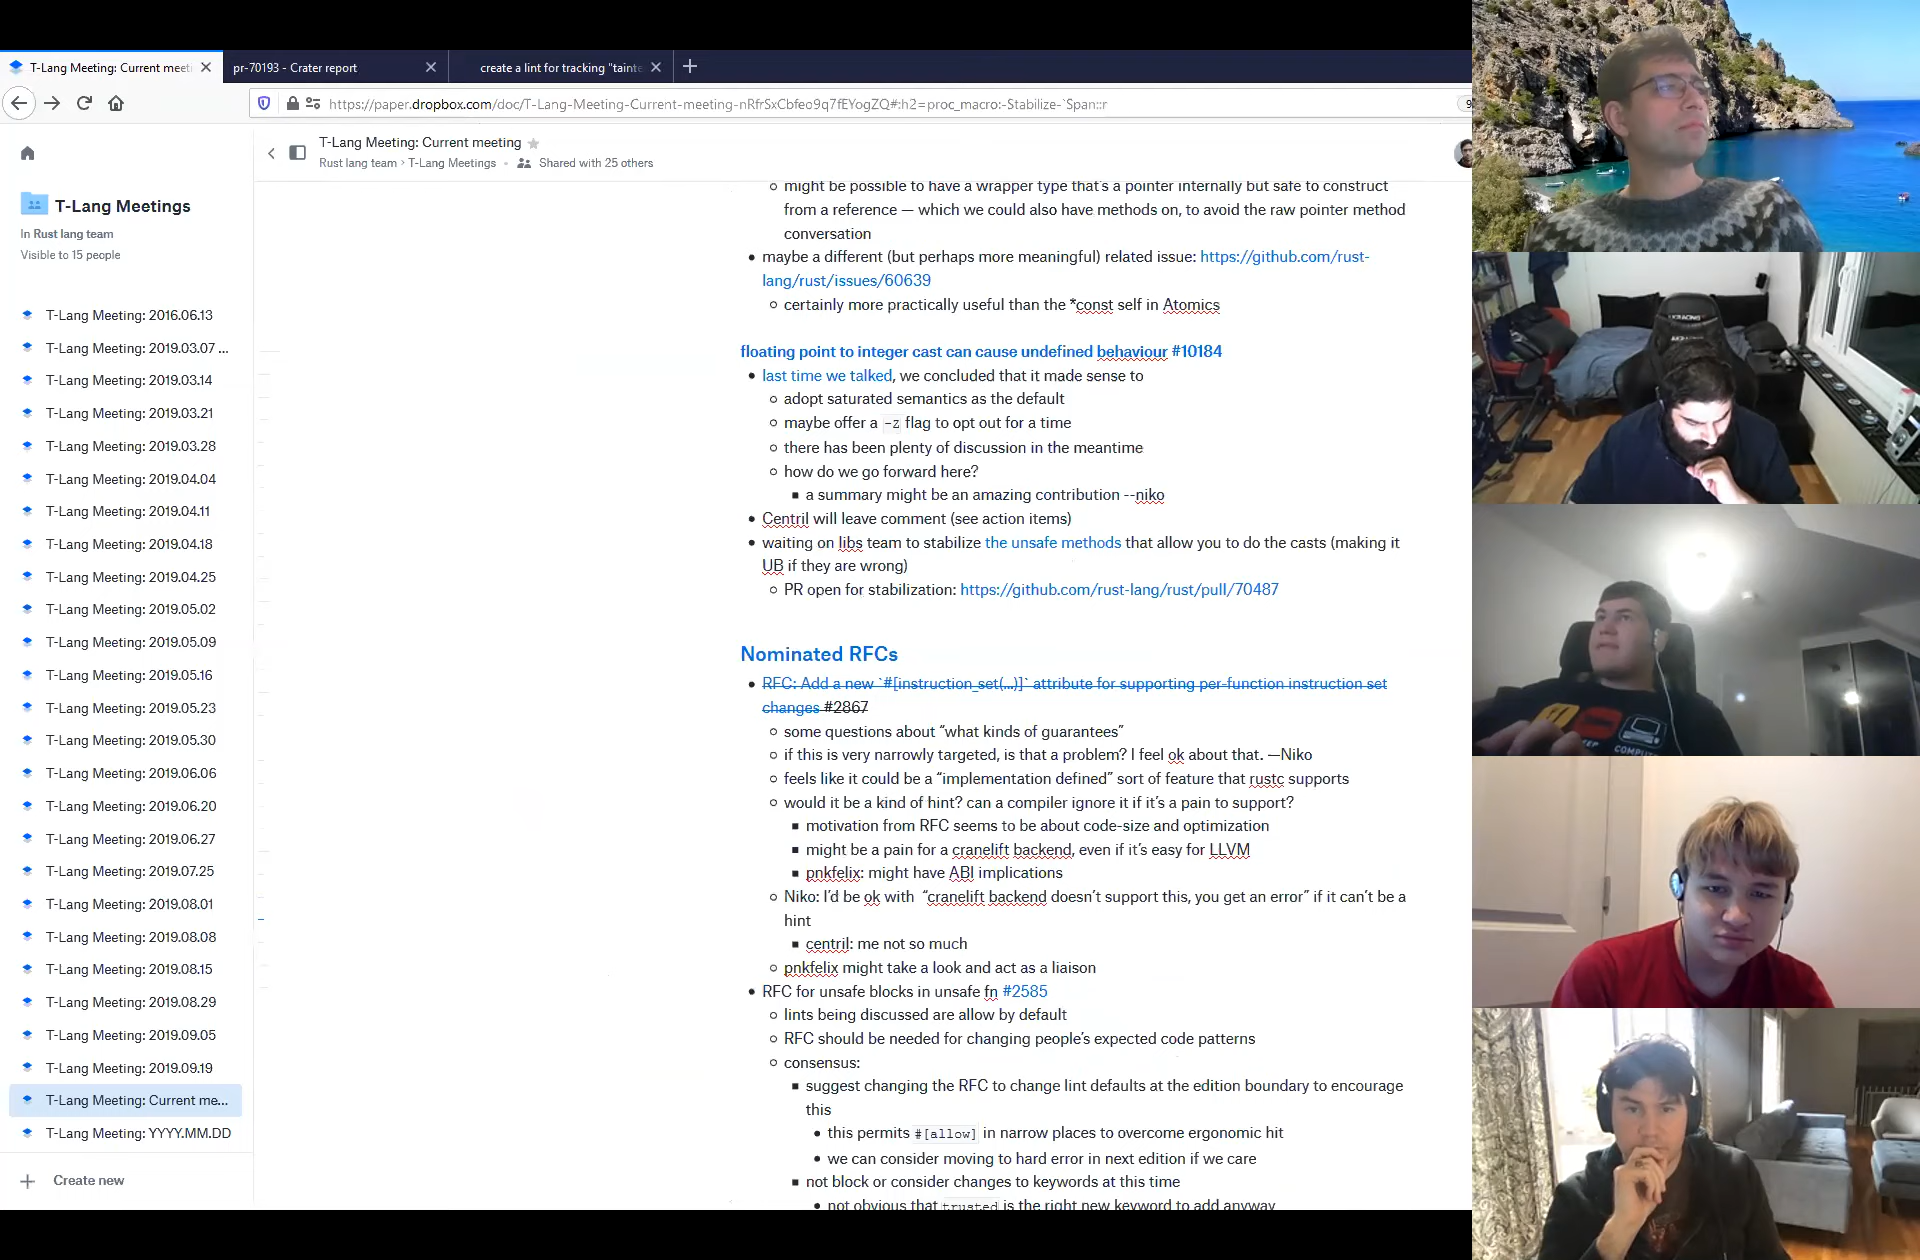 T-Lang Meeting: Current meeti
pr-70193 - Crater report
create a lint for tracking "tainte
https://paper.dropbox.com/doc/T-Lang-Meeting-Current-meeting-nRfrSxCbfeo9q7fEYogZQ#:h2=proc_macro:-Stabilize-`Span::r
T-Lang Meeting: Current meeting
Rust lang team › T-Lang Meetings
Shared with 25 others
T-Lang Meetings
In Rust lang team
Visible to 15 people
T-Lang Meeting: 2016.06.13
T-Lang Meeting: 2019.03.07 ...
T-Lang Meeting: 2019.03.14
T-Lang Meeting: 2019.03.21
T-Lang Meeting: 2019.03.28
T-Lang Meeting: 2019.04.04
T-Lang Meeting: 2019.04.11
T-Lang Meeting: 2019.04.18
T-Lang Meeting: 2019.04.25
T-Lang Meeting: 2019.05.02
T-Lang Meeting: 2019.05.09
T-Lang Meeting: 2019.05.16
T-Lang Meeting: 2019.05.23
T-Lang Meeting: 2019.05.30
T-Lang Meeting: 2019.06.06
T-Lang Meeting: 2019.06.20
T-Lang Meeting: 2019.06.27
T-Lang Meeting: 2019.07.25
T-Lang Meeting: 2019.08.01
T-Lang Meeting: 2019.08.08
T-Lang Meeting: 2019.08.15
T-Lang Meeting: 2019.08.29
T-Lang Meeting: 2019.09.05
T-Lang Meeting: 2019.09.19
T-Lang Meeting: Current me...
T-Lang Meeting: YYYY.MM.DD
Create new
might be possible to have a wrapper type that's a pointer internally but safe to construct
from a reference — which we could also have methods on, to avoid the raw pointer method
conversation
maybe a different (but perhaps more meaningful) related issue: https://github.com/rust-
lang/rust/issues/60639
certainly more practically useful than the *const self in Atomics
floating point to integer cast can cause undefined behaviour #10184
last time we talked, we concluded that it made sense to
adopt saturated semantics as the default
maybe offer a -z flag to opt out for a time
there has been plenty of discussion in the meantime
how do we go forward here?
a summary might be an amazing contribution --niko
Centril will leave comment (see action items)
waiting on libs team to stabilize the unsafe methods that allow you to do the casts (making it
UB if they are wrong)
PR open for stabilization: https://github.com/rust-lang/rust/pull/70487
Nominated RFCs
RFC: Add a new `#[instruction_set(...)]` attribute for supporting per-function instruction set
changes #2867
some questions about “what kinds of guarantees”
if this is very narrowly targeted, is that a problem? I feel ok about that. —Niko
feels like it could be a “implementation defined” sort of feature that rustc supports
would it be a kind of hint? can a compiler ignore it if it's a pain to support?
motivation from RFC seems to be about code-size and optimization
might be a pain for a cranelift backend, even if it's easy for LLVM
pnkfelix: might have ABI implications
Niko: I'd be ok with “cranelift backend doesn't support this, you get an error” if it can't be a
hint
centril: me not so much
pnkfelix might take a look and act as a liaison
RFC for unsafe blocks in unsafe fn #2585
lints being discussed are allow by default
RFC should be needed for changing people's expected code patterns
consensus:
suggest changing the RFC to change lint defaults at the edition boundary to encourage
this
this permits #[allow] in narrow places to overcome ergonomic hit
we can consider moving to hard error in next edition if we care
not block or consider changes to keywords at this time
not obvious that trusted is the right new keyword to add anyway